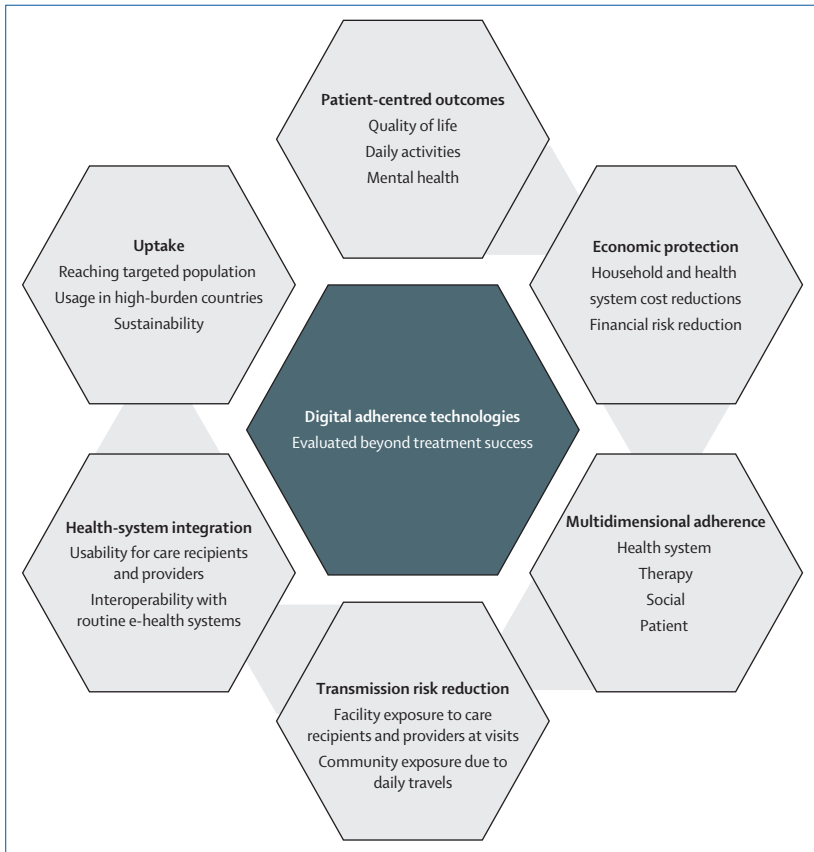 Patient-centred outcomes
Quality of life
Daily activities
Mental health
Uptake
Reaching targeted population
Usage in high-burden countries
Sustainability
Economic protection
Household and health
system cost reductions
Financial risk reduction
Digital adherence technologies
Evaluated beyond treatment success
Health-system integration
Usability for care recipients
and providers
Interoperability with
routine e-health systems
Multidimensional adherence
Health system
Therapy
Social
Patient
Transmission risk reduction
Facility exposure to care
recipients and providers at visits
Community exposure due to
daily travels